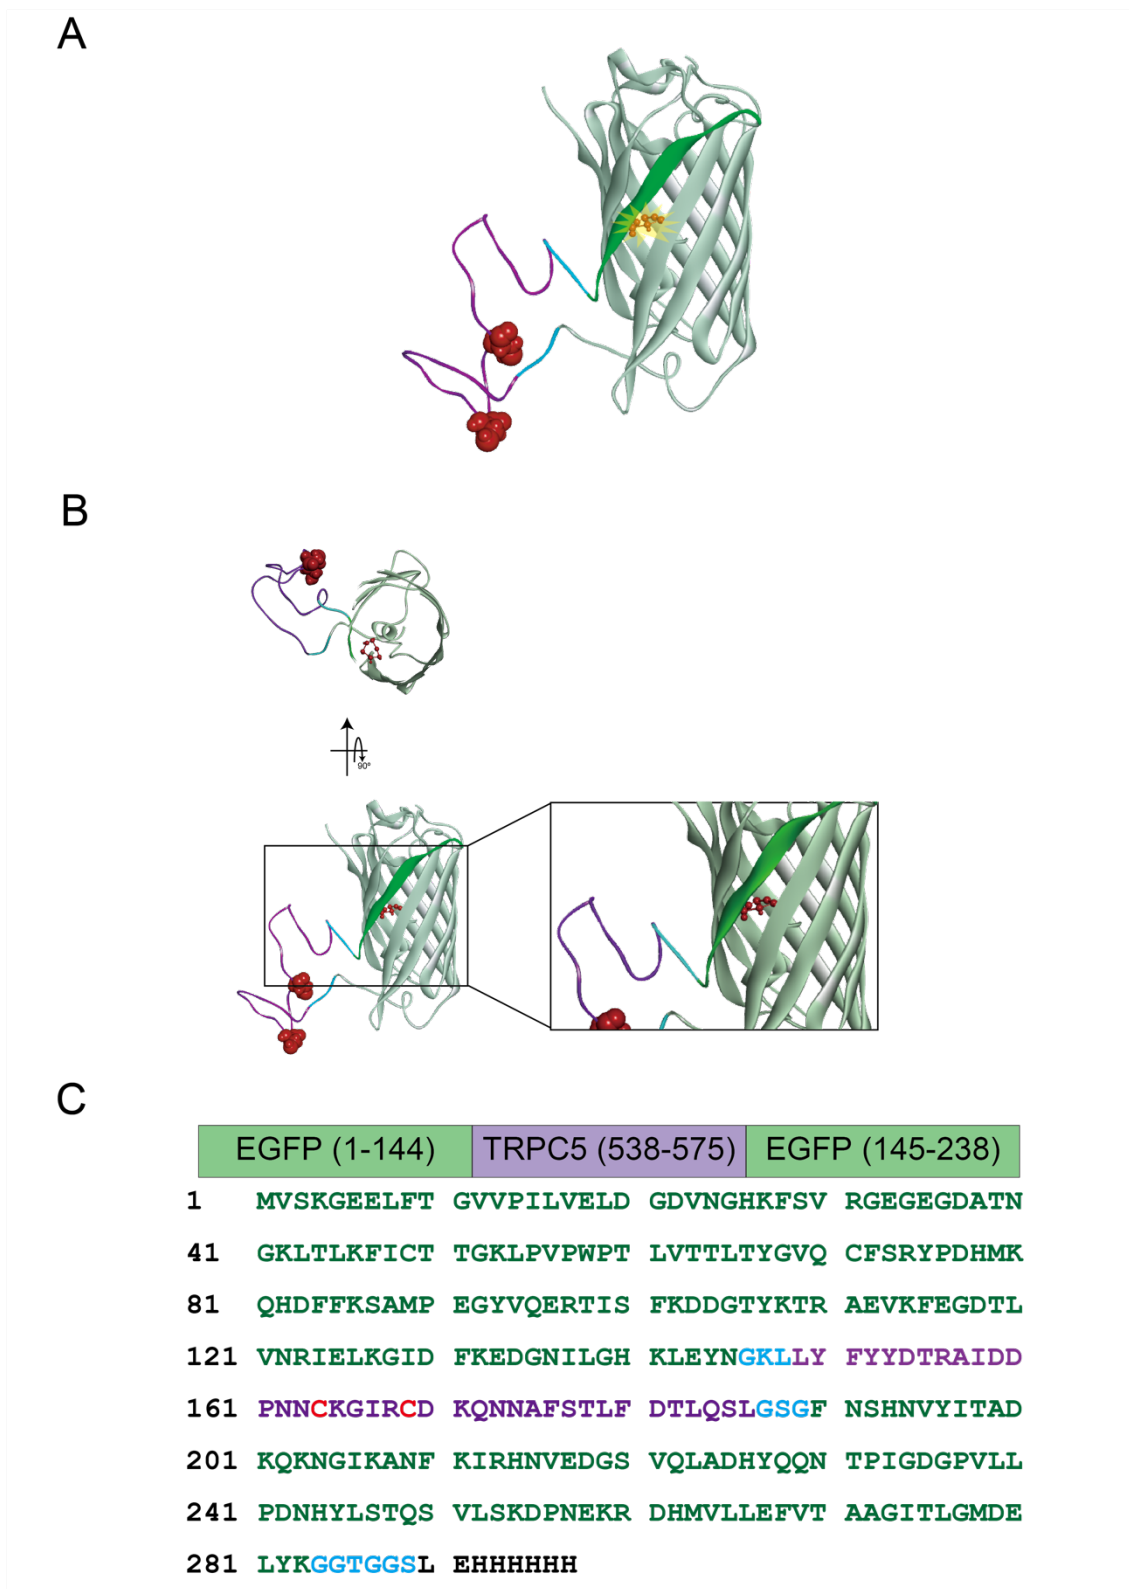 A
B
90°
C
EGFP (1-144) TRPC5 (538-575) EGFP (145-238)
1 MVSKGEELFT GVVPILVELD GDVNGHKFSV RGEGEGDATN
41 GKLTLKFICT TGKLPVPWPT LVTTLTYGVQ CFSRYPDHMK
81 QHDFFKSAMP EGYVQERTIS FKDDGTYKTR AEVKFEGDTL
121 VNRIELKGID FKEDGNILGH KLEYNGKLLY FYYDTRAIDD
161 PNNCKGIRCD KQNNAFSTLF DTLQSLGSGF NSHNVYITAD
201 KQKNGIKANF KIRHNVEDGS VQLADHYQQN TPIGDGPVLL
241 PDNHYLSTQS VLSKDPNEKR DHMVLLEFVT AAGITLGMDE
281 LYKGGTGGSL EHHHHHH